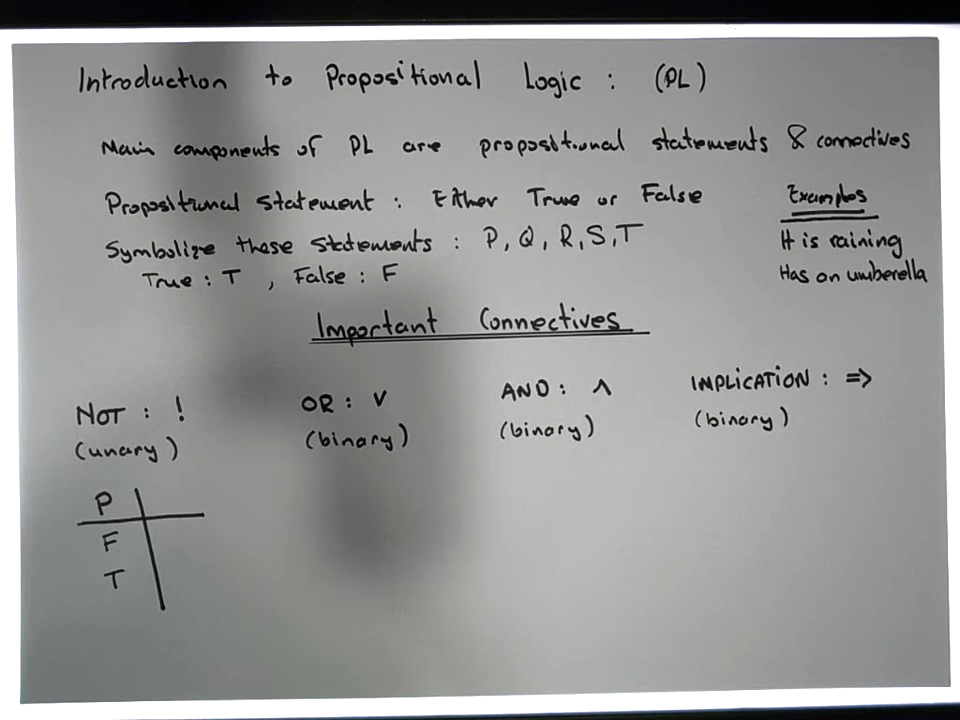 Introduction to Propositional Logic : (PL)
Main components of PL are propositional statements & connectives
Propositional Statement : Either True or False
Symbolize these statements : P, Q, R, S, T
True : T , False : F
Examples
It is raining
Has an umberella
Important Connectives
NOT : !
(unary)
OR : ∨
(binary)
AND : ∧
(binary)
IMPLICATION : =>
(binary)
P
F
T